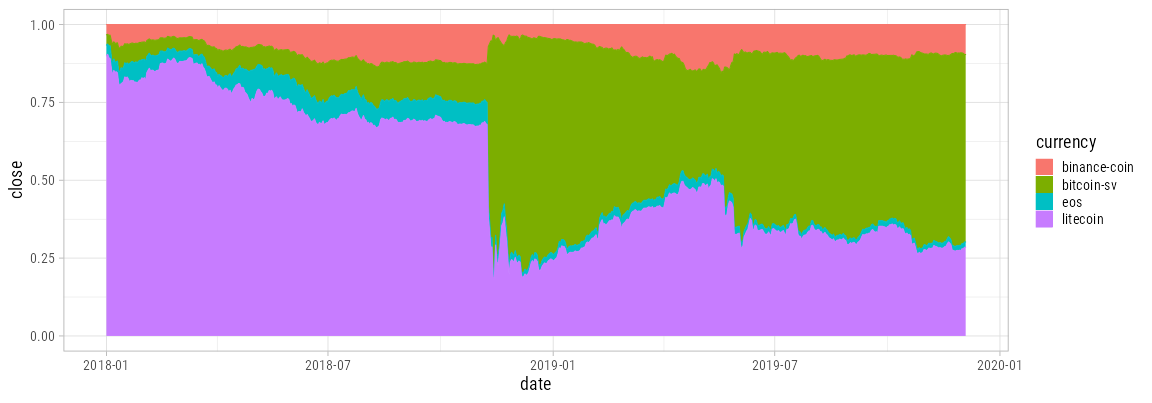 close
1.00
0.75
0.50
0.25
0.00
2018-01
2018-07
2019-01
2019-07
2020-01
date
currency
binance-coin
bitcoin-sv
eos
litecoin